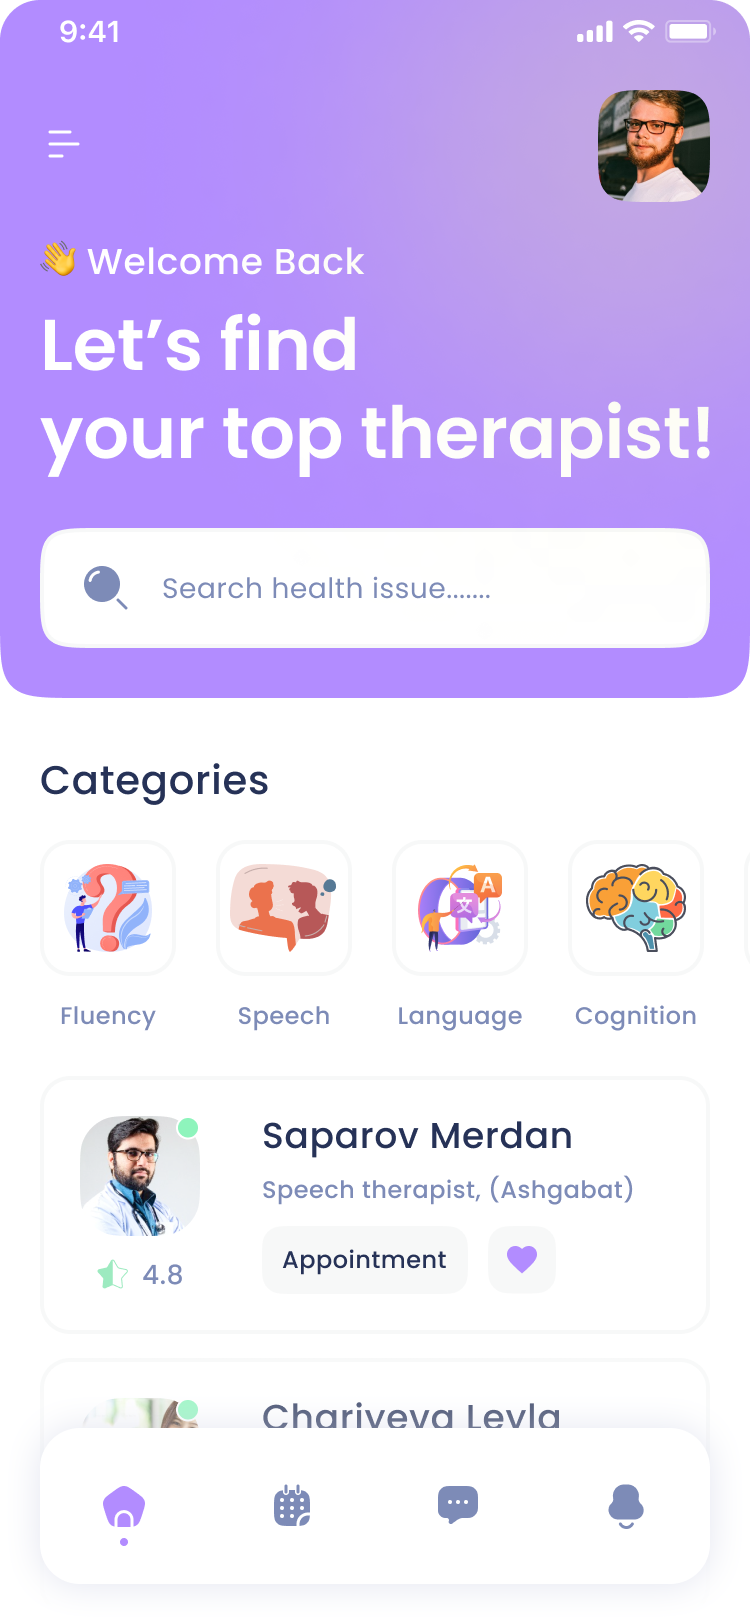 9:41
👋 Welcome Back
Let’s find
your top therapist!
Search health issue.......
Categories
A
文
Fluency
Speech
Language
Cognition
Saparov Merdan
Speech therapist, (Ashgabat)
4.8
Appointment
Chariyeva Leyla